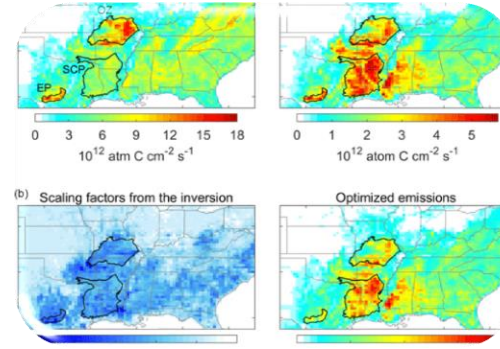 OZ
SCP
EP
0 3 6 9 12 15 18
0 1 2 3 4 5
10¹² atm C cm⁻² s⁻¹
10¹² atom C cm⁻² s⁻¹
(b) Scaling factors from the inversion
Optimized emissions